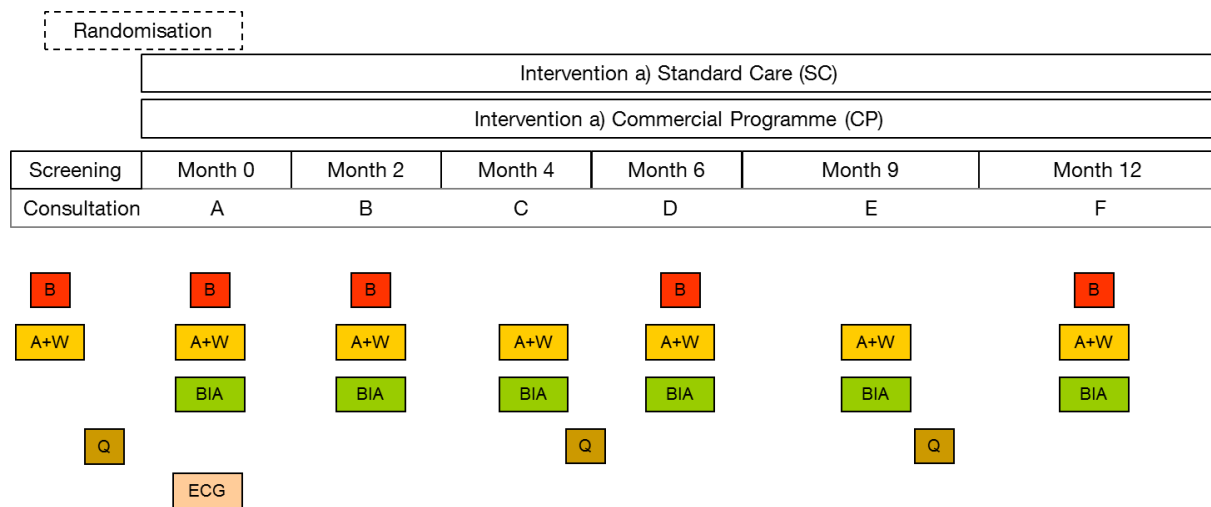 Randomisation
Intervention a) Standard Care (SC)
Intervention a) Commercial Programme (CP)
Screening Month 0 Month 2 Month 4 Month 6 Month 9 Month 12
Consultation A B C D E F
B B B B B
A+W A+W A+W A+W A+W A+W A+W
BIA BIA BIA BIA BIA BIA
Q Q Q
ECG